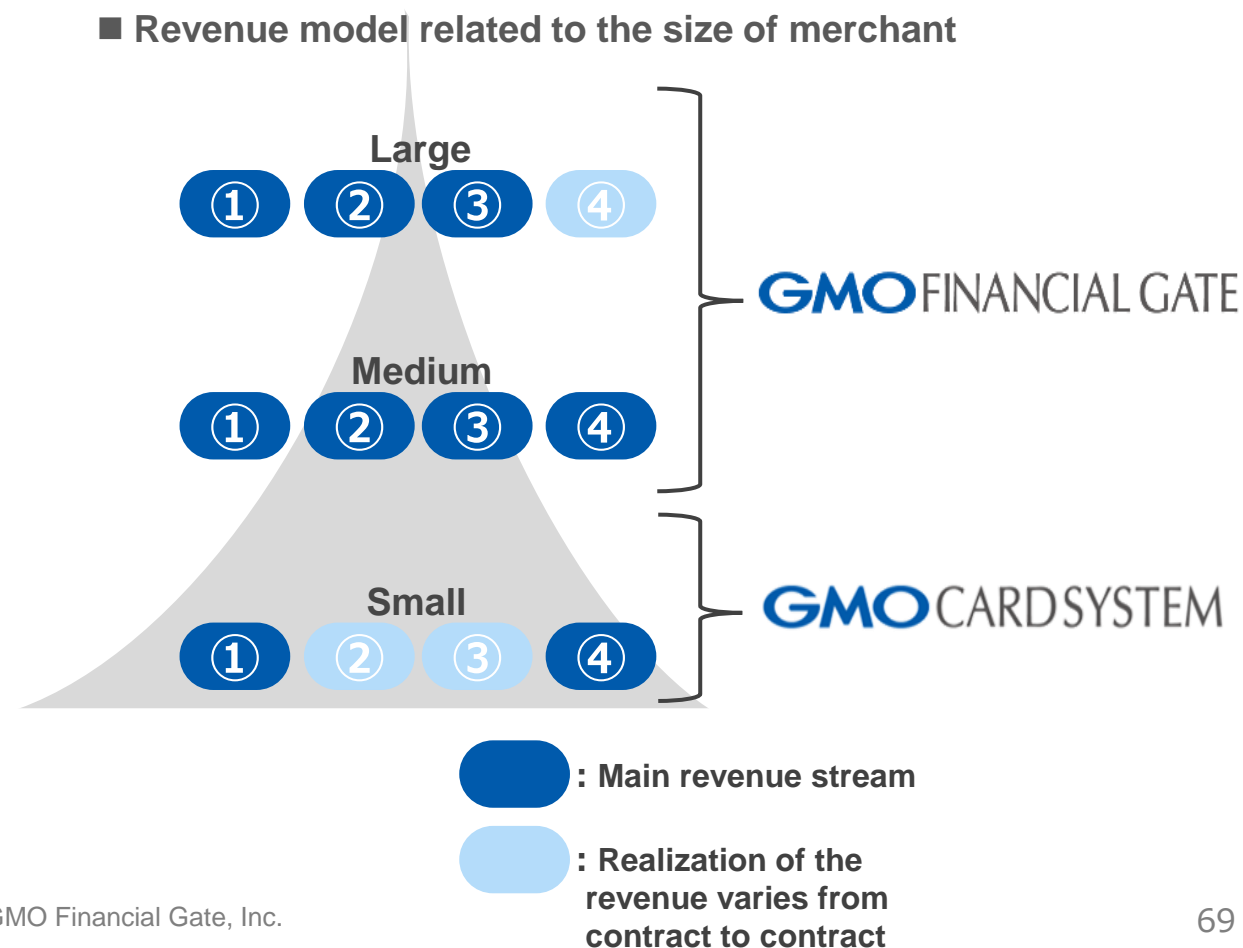 ■ Revenue model related to the size of merchant
Large
① ② ③ ④
GMO FINANCIAL GATE
Medium
① ② ③ ④
Small
① ② ③ ④
GMO CARD SYSTEM
: Main revenue stream
: Realization of the
revenue varies from
contract to contract
GMO Financial Gate, Inc.
69